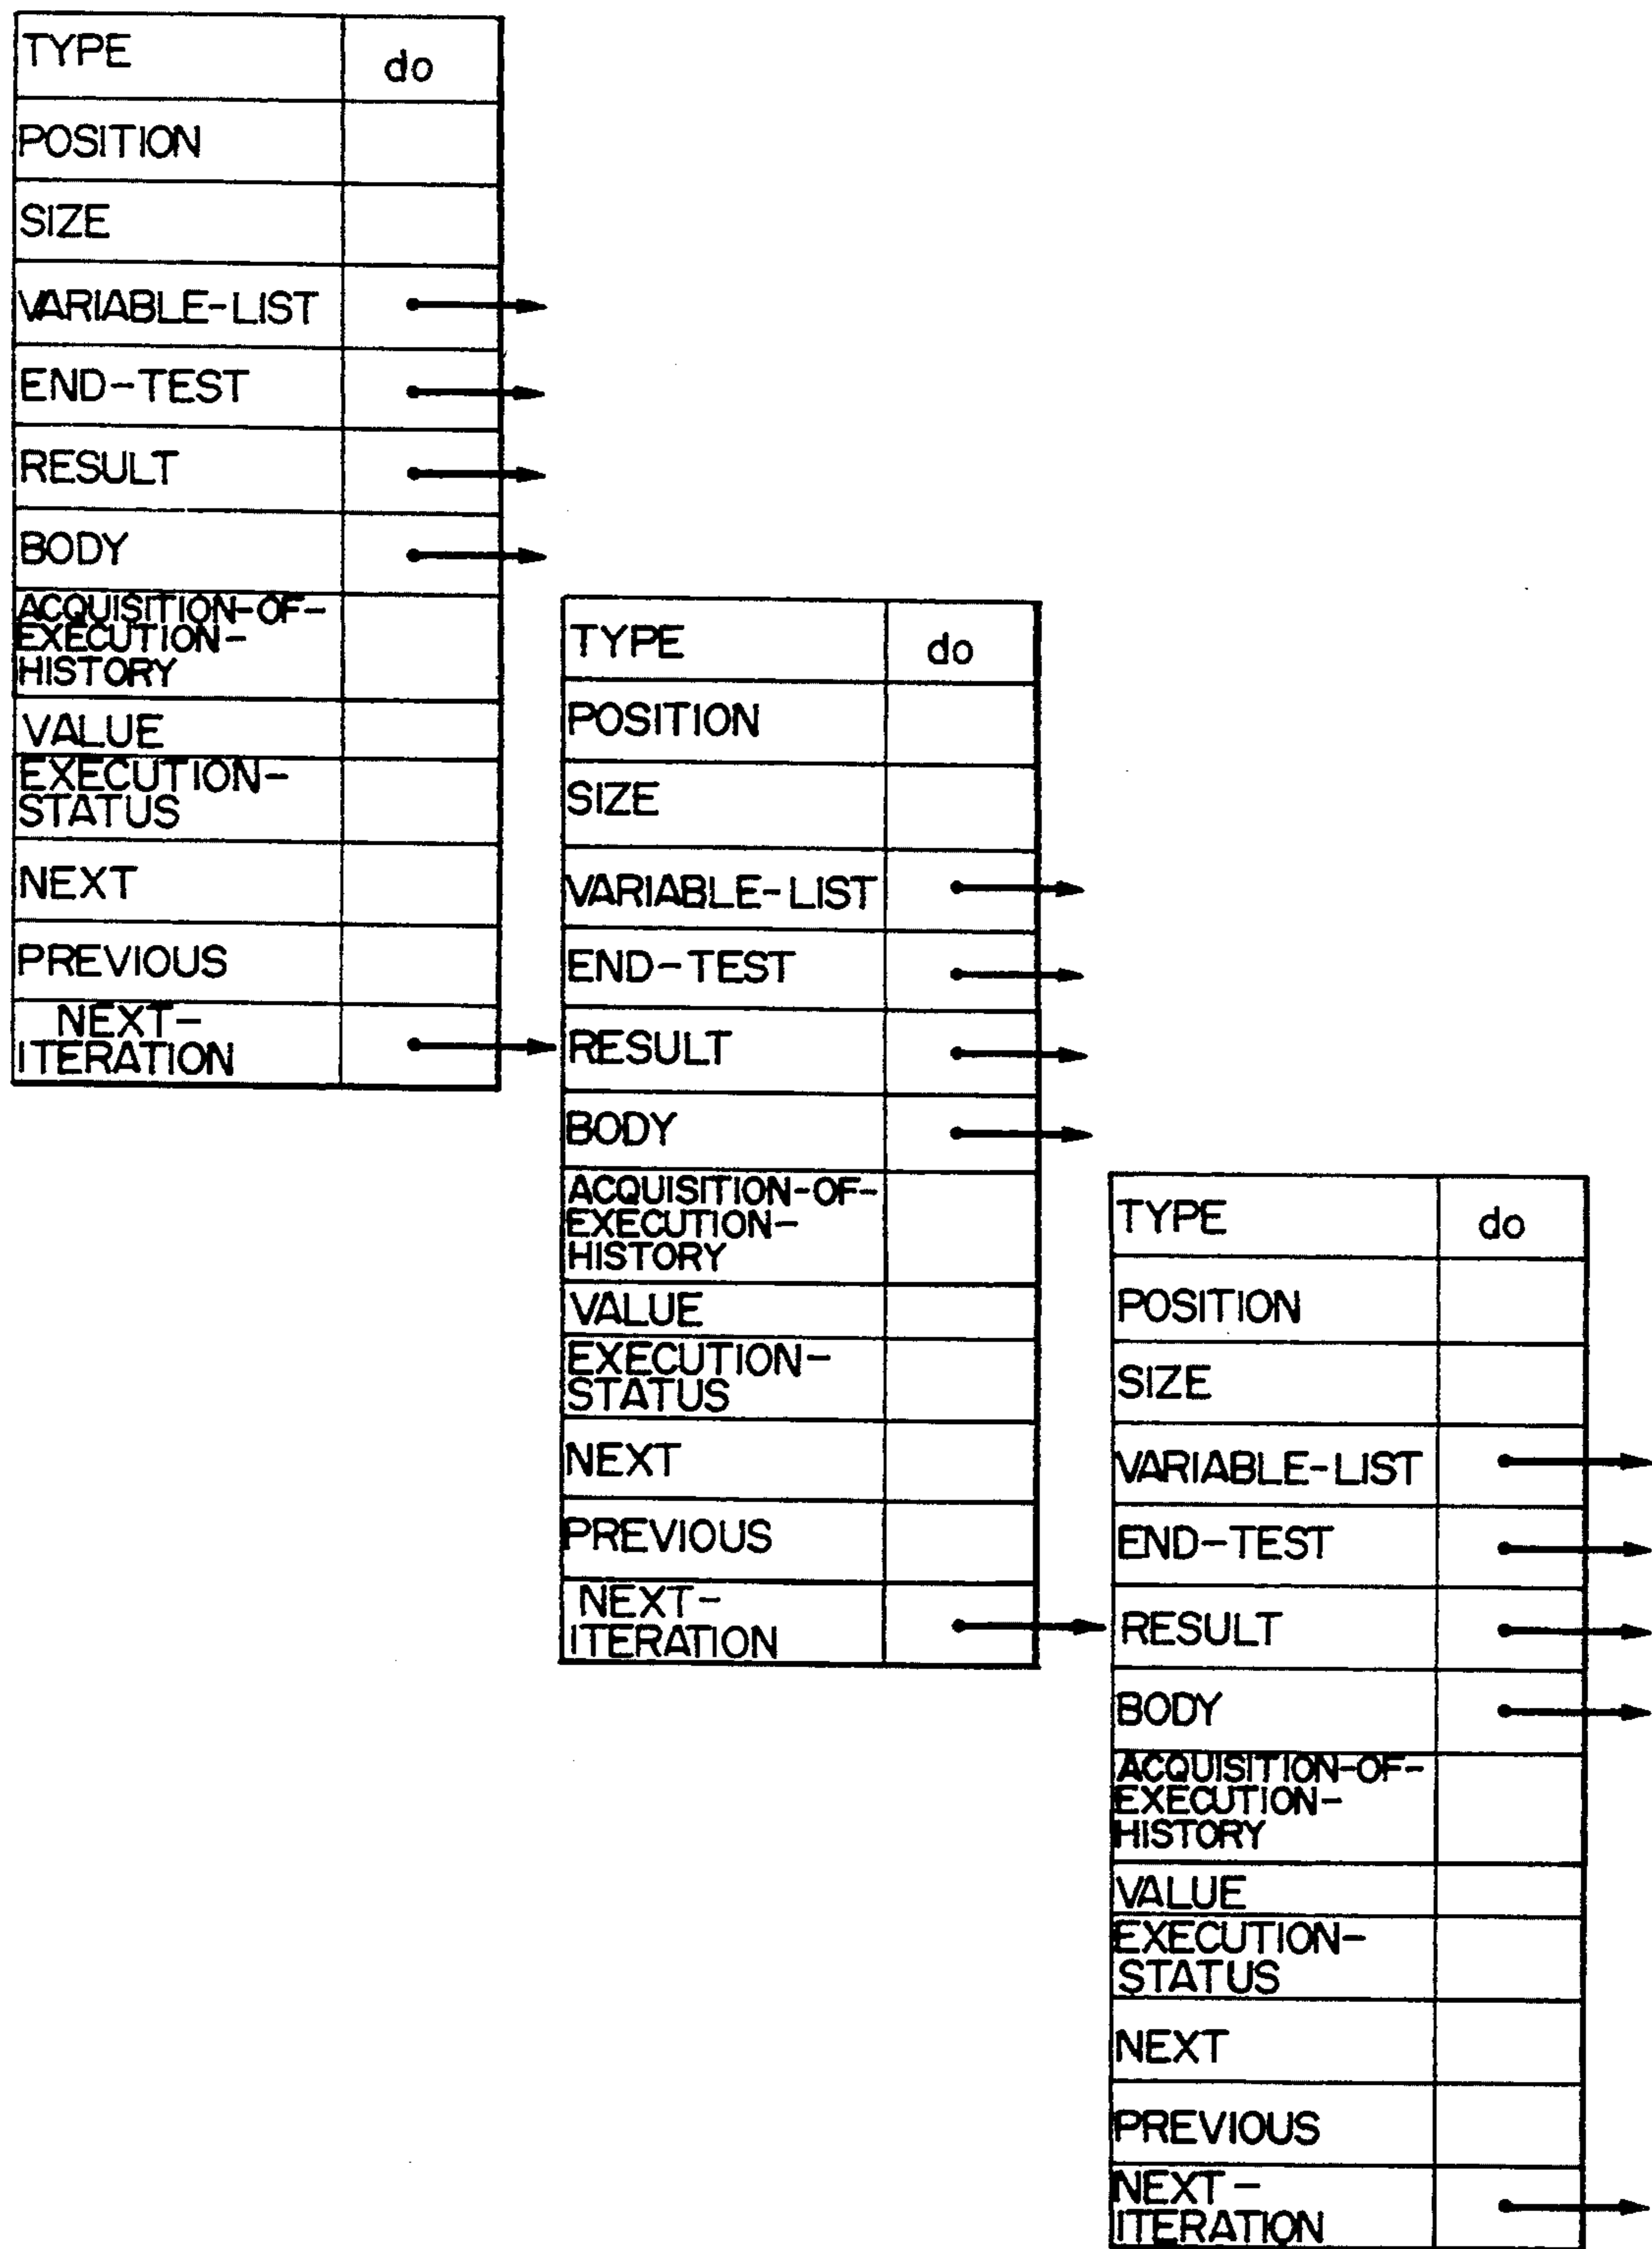 TYPE do
POSITION
SIZE
VARIABLE-LIST
END-TEST
RESULT
BODY
ACQUISITION-OF-
EXECUTION-
HISTORY
VALUE
EXECUTION-
STATUS
NEXT
PREVIOUS
NEXT-
ITERATION
TYPE do
POSITION
SIZE
VARIABLE-LIST
END-TEST
RESULT
BODY
ACQUISITION-OF-
EXECUTION-
HISTORY
VALUE
EXECUTION-
STATUS
NEXT
PREVIOUS
NEXT-
ITERATION
TYPE do
POSITION
SIZE
VARIABLE-LIST
END-TEST
RESULT
BODY
ACQUISITION-OF-
EXECUTION-
HISTORY
VALUE
EXECUTION-
STATUS
NEXT
PREVIOUS
NEXT-
ITERATION